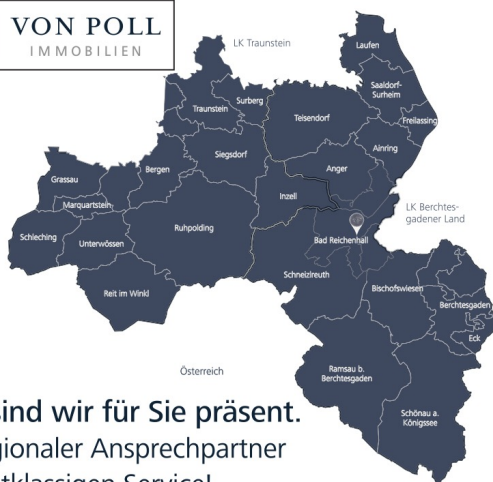 VON POLL
IMMOBILIEN
LK Traunstein
Laufen
Saaldorf-
Surheim
Surberg
Traunstein
Teisendorf
Freilassing
Ainring
Siegsdorf
Anger
Bergen
Grassau
Inzell
Marquartstein
LK Berchtes-
gadener Land
Ruhpolding
Schleching
Unterwössen
Bad Reichenhall
Schneizlreuth
Bischofswiesen
Reit im Winkl
Berchtesgaden
Eck
Österreich
Ramsau b.
Berchtesgaden
Schönau a.
Königssee
sind wir für Sie präsent.
gionaler Ansprechpartner
tklassigen Service!